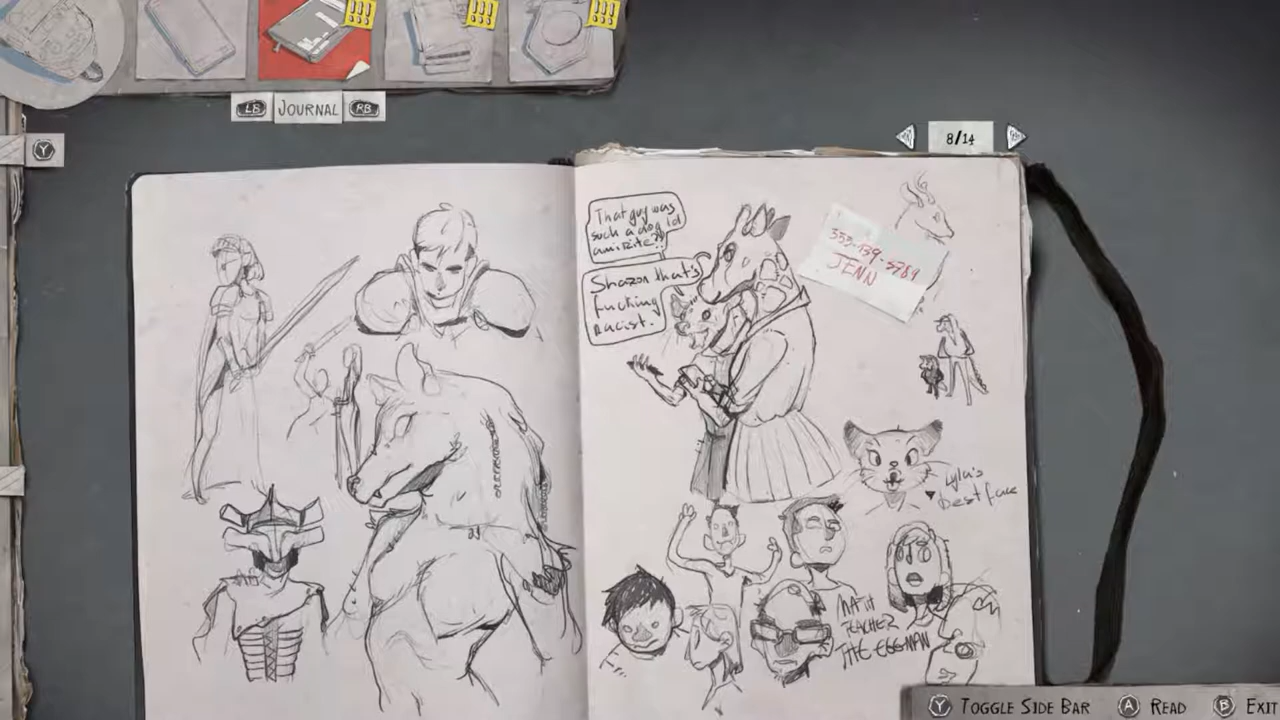 LB JOURNAL RB
Y
8/14
That guy was
such a dog
amirite?!
Sharon that's
fucking
racist.
JENN
Lyla's
best face
MATH
TEACHER
THE EGGMAN
Y TOGGLE SIDE BAR A READ B EXIT